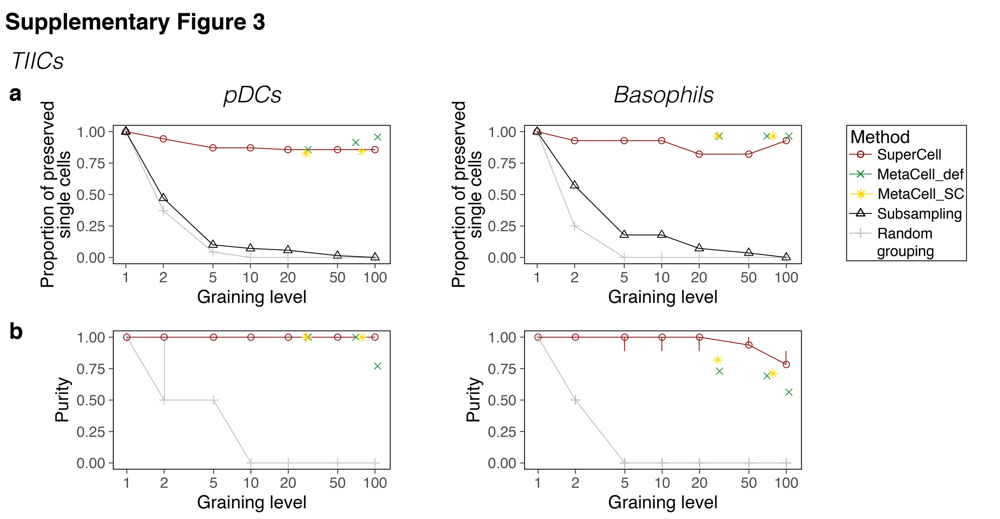 Supplementary Figure 3
TIICs
a
pDCs
Proportion of preserved
single cells
1.00
0.75
0.50
0.25
0.00
1 2 5 10 20 50 100
Graining level
Basophils
Proportion of preserved
single cells
1.00
0.75
0.50
0.25
0.00
1 2 5 10 20 50 100
Graining level
Method
SuperCell
MetaCell_def
MetaCell_SC
Subsampling
Random
grouping
b
Purity
1.00
0.75
0.50
0.25
0.00
1 2 5 10 20 50 100
Graining level
Purity
1.00
0.75
0.50
0.25
0.00
1 2 5 10 20 50 100
Graining level